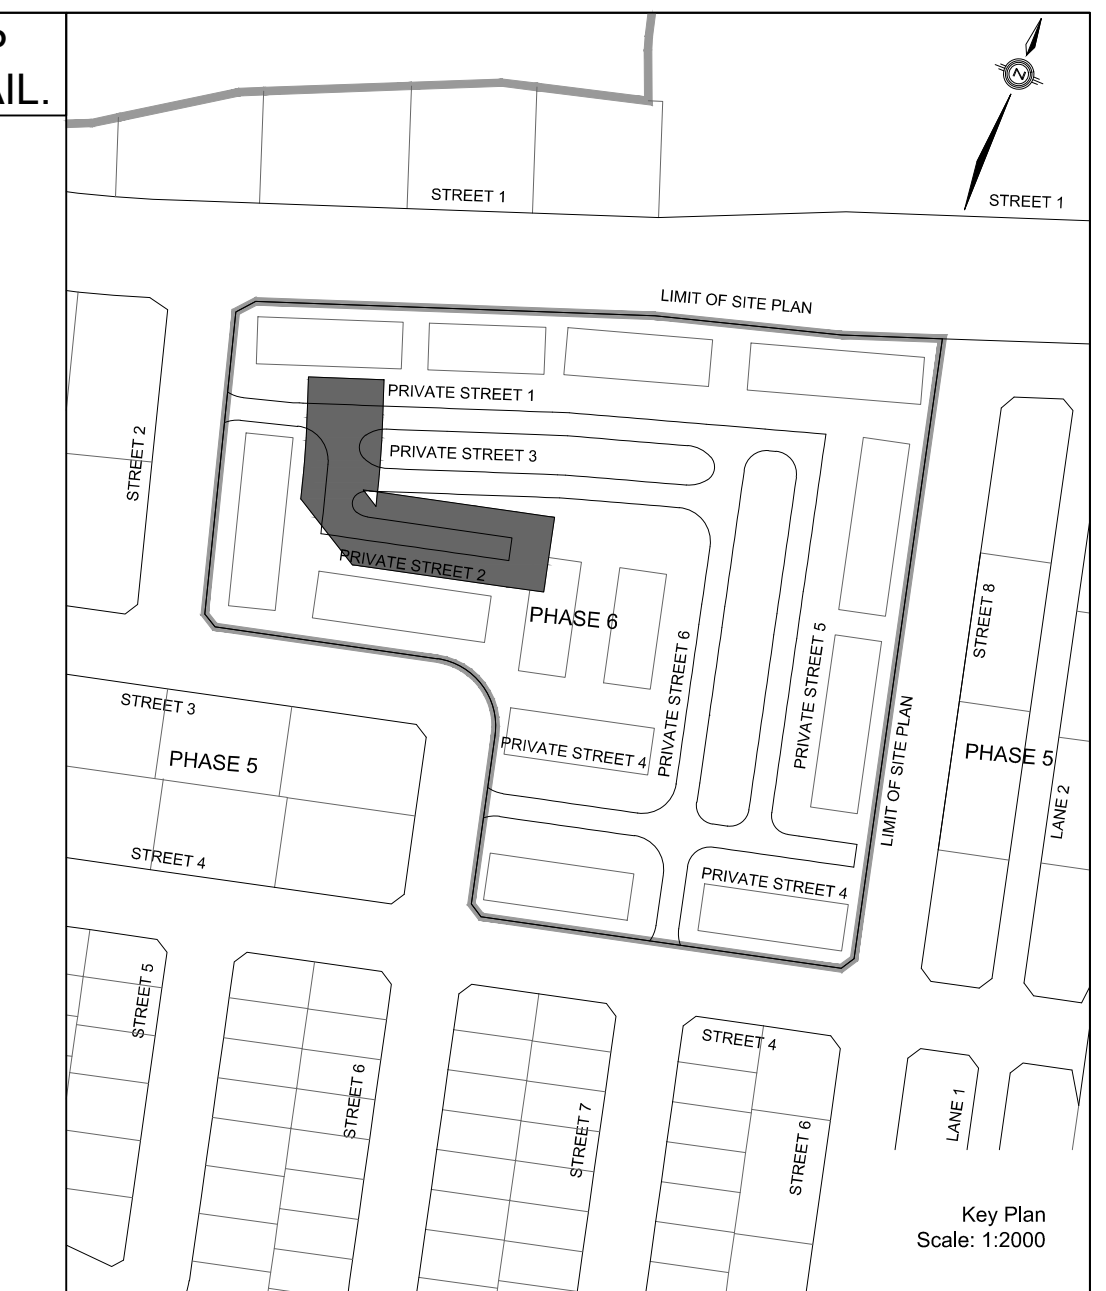 AIL.
N
STREET 1
STREET 1
LIMIT OF SITE PLAN
PRIVATE STREET 1
STREET 2
PRIVATE STREET 3
PRIVATE STREET 2
PHASE 6
STREET 8
PRIVATE STREET 6
PRIVATE STREET 5
STREET 3
PHASE 5
PRIVATE STREET 4
LIMIT OF SITE PLAN
PHASE 5
LANE 2
STREET 4
PRIVATE STREET 4
STREET 5
STREET 4
STREET 6
STREET 7
LANE 1
STREET 6
Key Plan
Scale: 1:2000